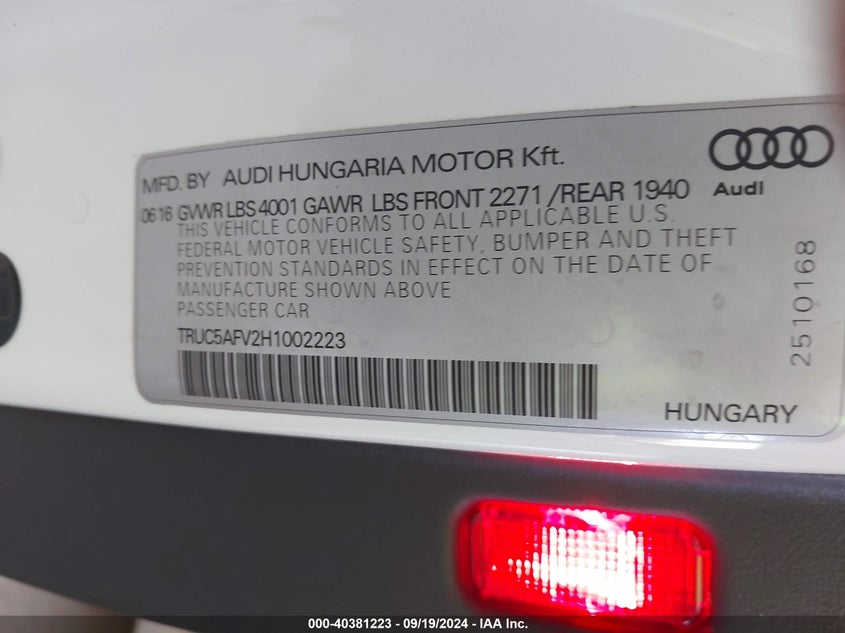 MFD. BY AUDI HUNGARIA MOTOR Kft.
0616 GVWR LBS 4001 GAWR LBS FRONT 2271 /REAR 1940
THIS VEHICLE CONFORMS TO ALL APPLICABLE U.S.
FEDERAL MOTOR VEHICLE SAFETY, BUMPER AND THEFT
PREVENTION STANDARDS IN EFFECT ON THE DATE OF
MANUFACTURE SHOWN ABOVE
PASSENGER CAR
TRUC5AFV2H1002223
Audi
2510168
HUNGARY
000-40381223 - 09/19/2024 - IAA Inc.